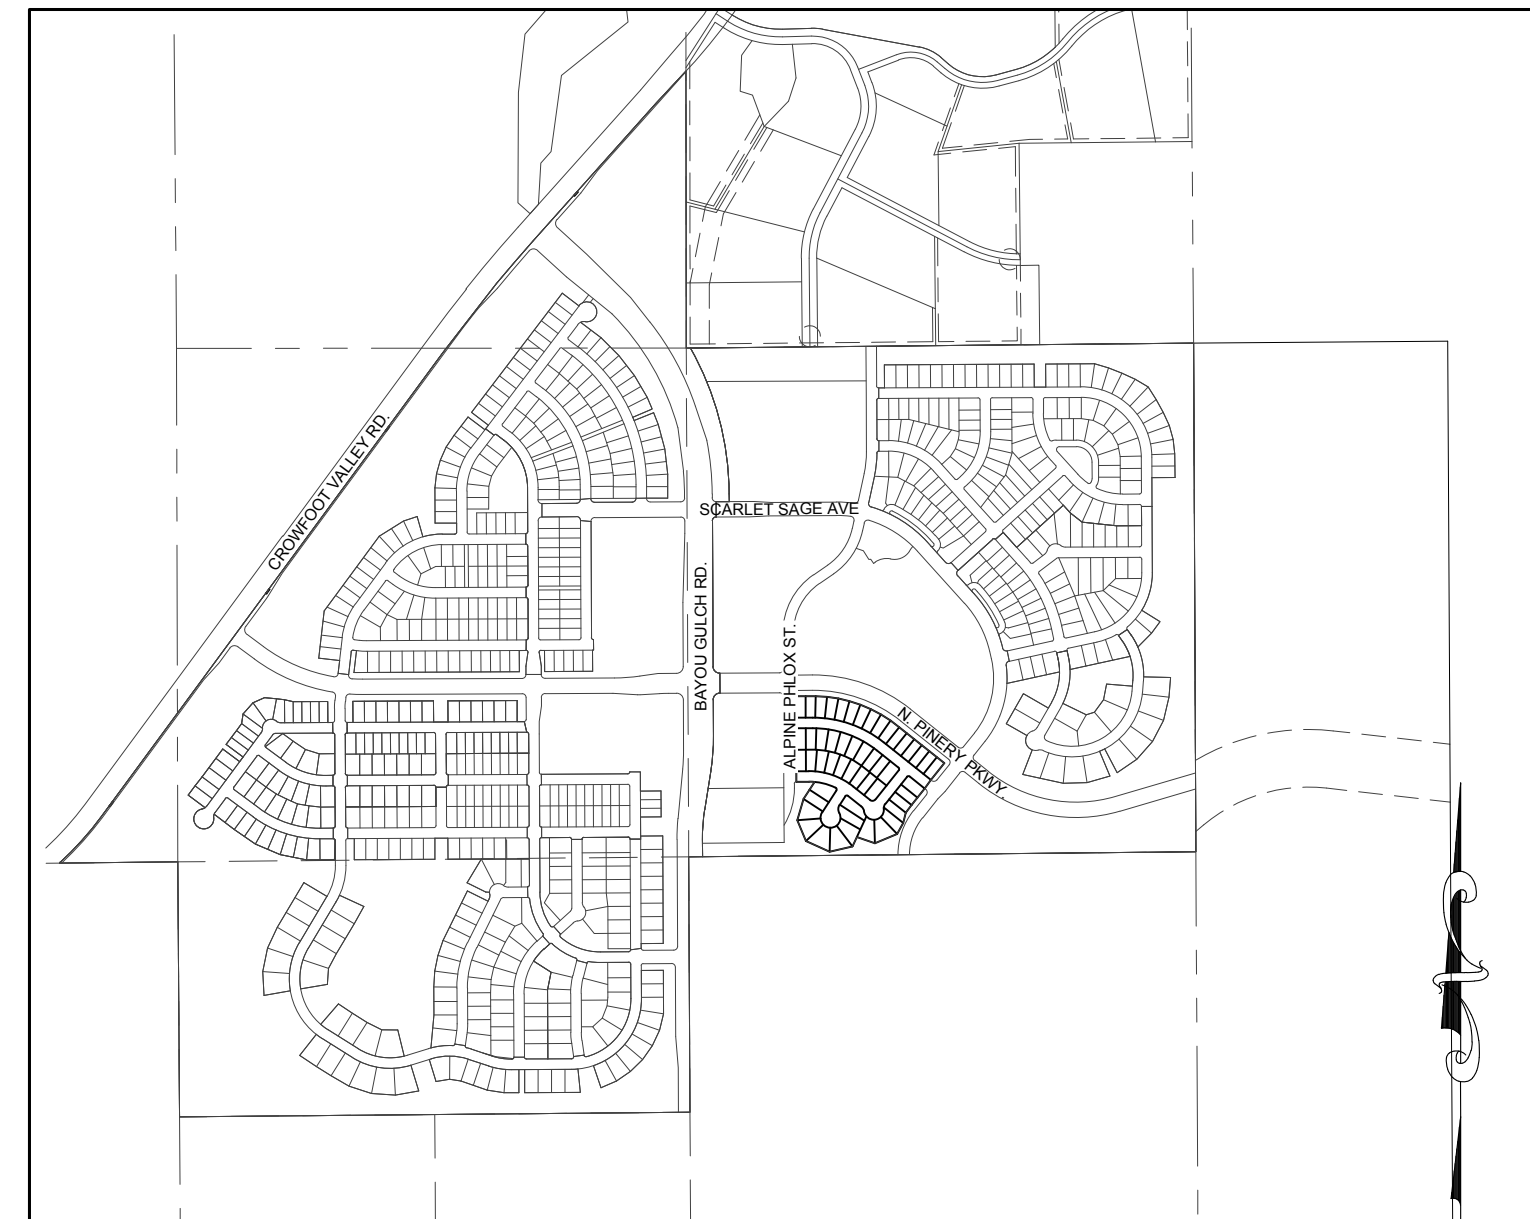 CROWFOOT VALLEY RD.
SCARLET SAGE AVE
BAYOU GULCH RD.
ALPINE PHLOX ST.
N. PINERY PKWY.